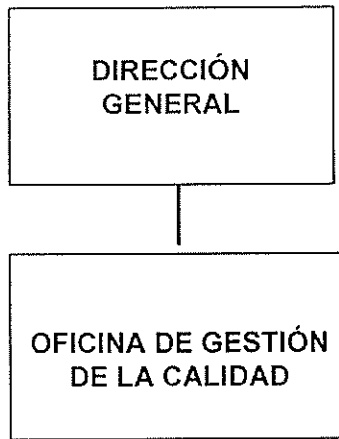 DIRECCIÓN
GENERAL
OFICINA DE GESTIÓN
DE LA CALIDAD